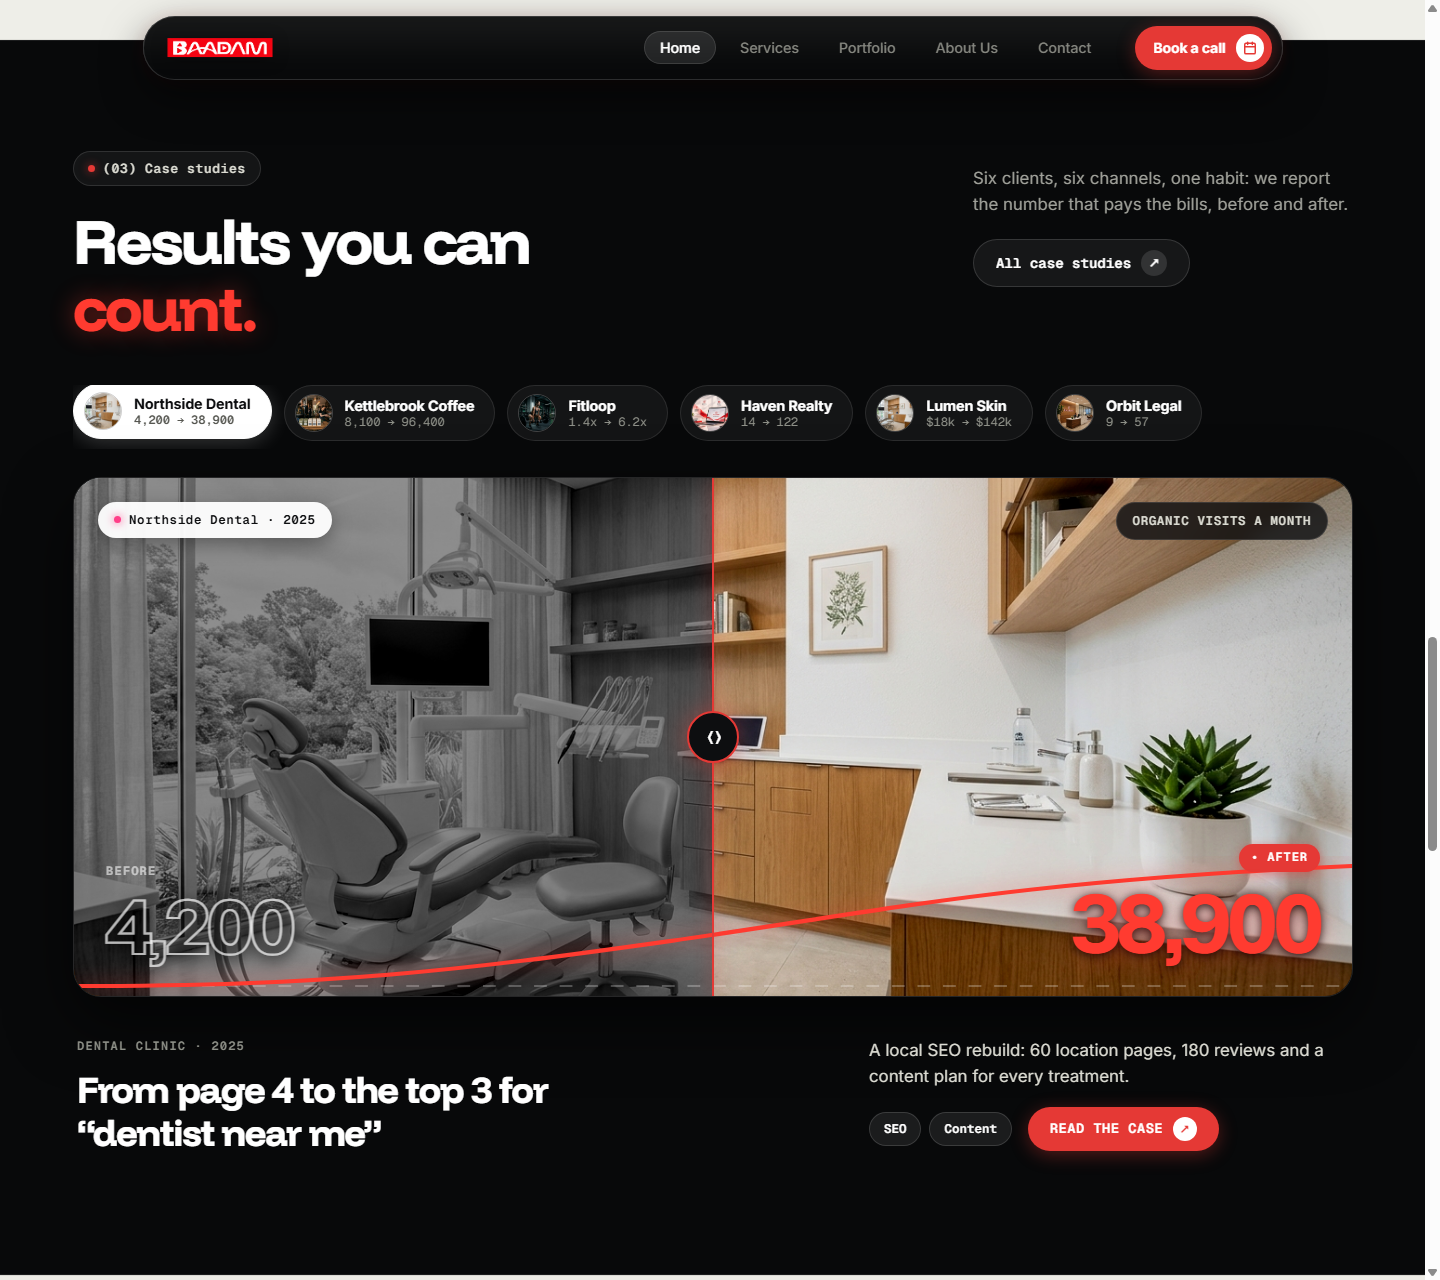 BAADAM
Home
Services
Portfolio
About Us
Contact
Book a call
(03) Case studies
Results you can
count.
Six clients, six channels, one habit: we report
the number that pays the bills, before and after.
All case studies ↗
Northside Dental
4,200 → 38,900
Kettlebrook Coffee
8,100 → 96,400
Fitloop
1.4x → 6.2x
Haven Realty
14 → 122
Lumen Skin
$18k → $142k
Orbit Legal
9 → 57
Northside Dental · 2025
ORGANIC VISITS A MONTH
BEFORE
4,200
• AFTER
38,900
DENTAL CLINIC · 2025
From page 4 to the top 3 for
“dentist near me”
A local SEO rebuild: 60 location pages, 180 reviews and a
content plan for every treatment.
SEO
Content
READ THE CASE ↗